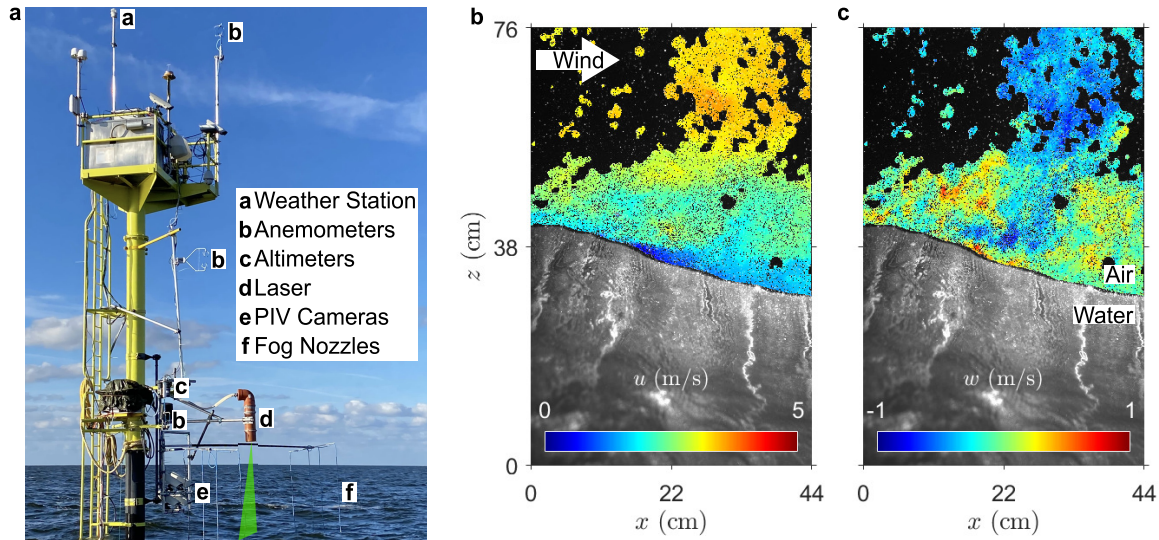 a
a
b
a Weather Station
b Anemometers
c Altimeters
d Laser
e PIV Cameras
f Fog Nozzles
b
c
b
d
e
f
b
Wind
76
38
0
z (cm)
u (m/s)
0 5
0 22 44
x (cm)
c
Air
Water
w (m/s)
-1 1
0 22 44
x (cm)